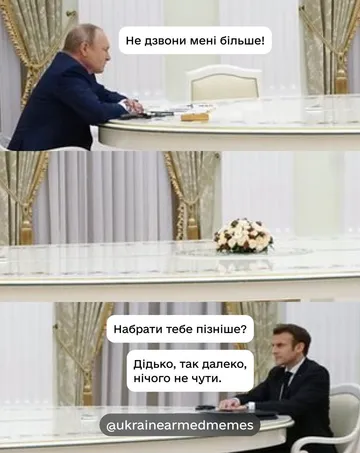 Не дзвони мені більше!
Набрати тебе пізніше?
Дідько, так далеко,
нічого не чути.
@ukrainearmedmemes